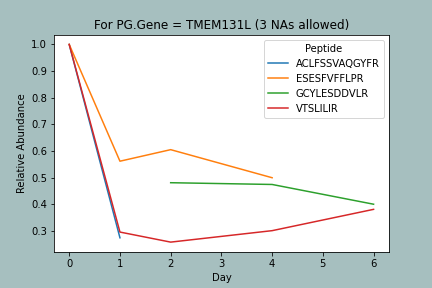 For PG.Gene = TMEM131L (3 NAs allowed)
Peptide
ACLFSSVAQGYFR
ESESFVFFLPR
GCYLESDDVLR
VTSLILIR
Relative Abundance
1.0
0.9
0.8
0.7
0.6
0.5
0.4
0.3
0 1 2 3 4 5 6
Day